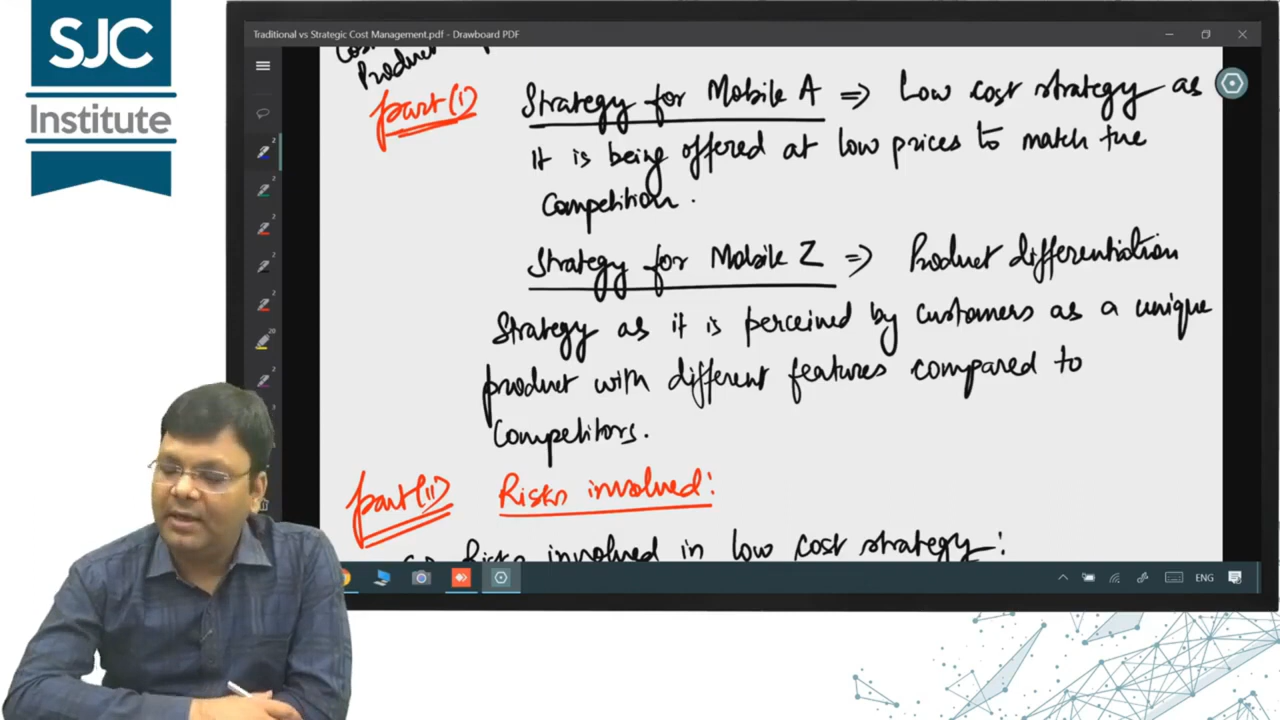 SJC
Institute
Traditional vs Strategic Cost Management.pdf - Drawboard PDF
Cost
Product
part(i) Strategy for Mobile A ⇒ Low cost strategy as
it is being offered at low prices to match the
competition.
Strategy for Mobile Z ⇒ Product differentiation
strategy as it is perceived by customers as a unique
product with different features compared to
competitors.
part(ii) Risks involved:
Risks involved in low cost strategy:
ENG